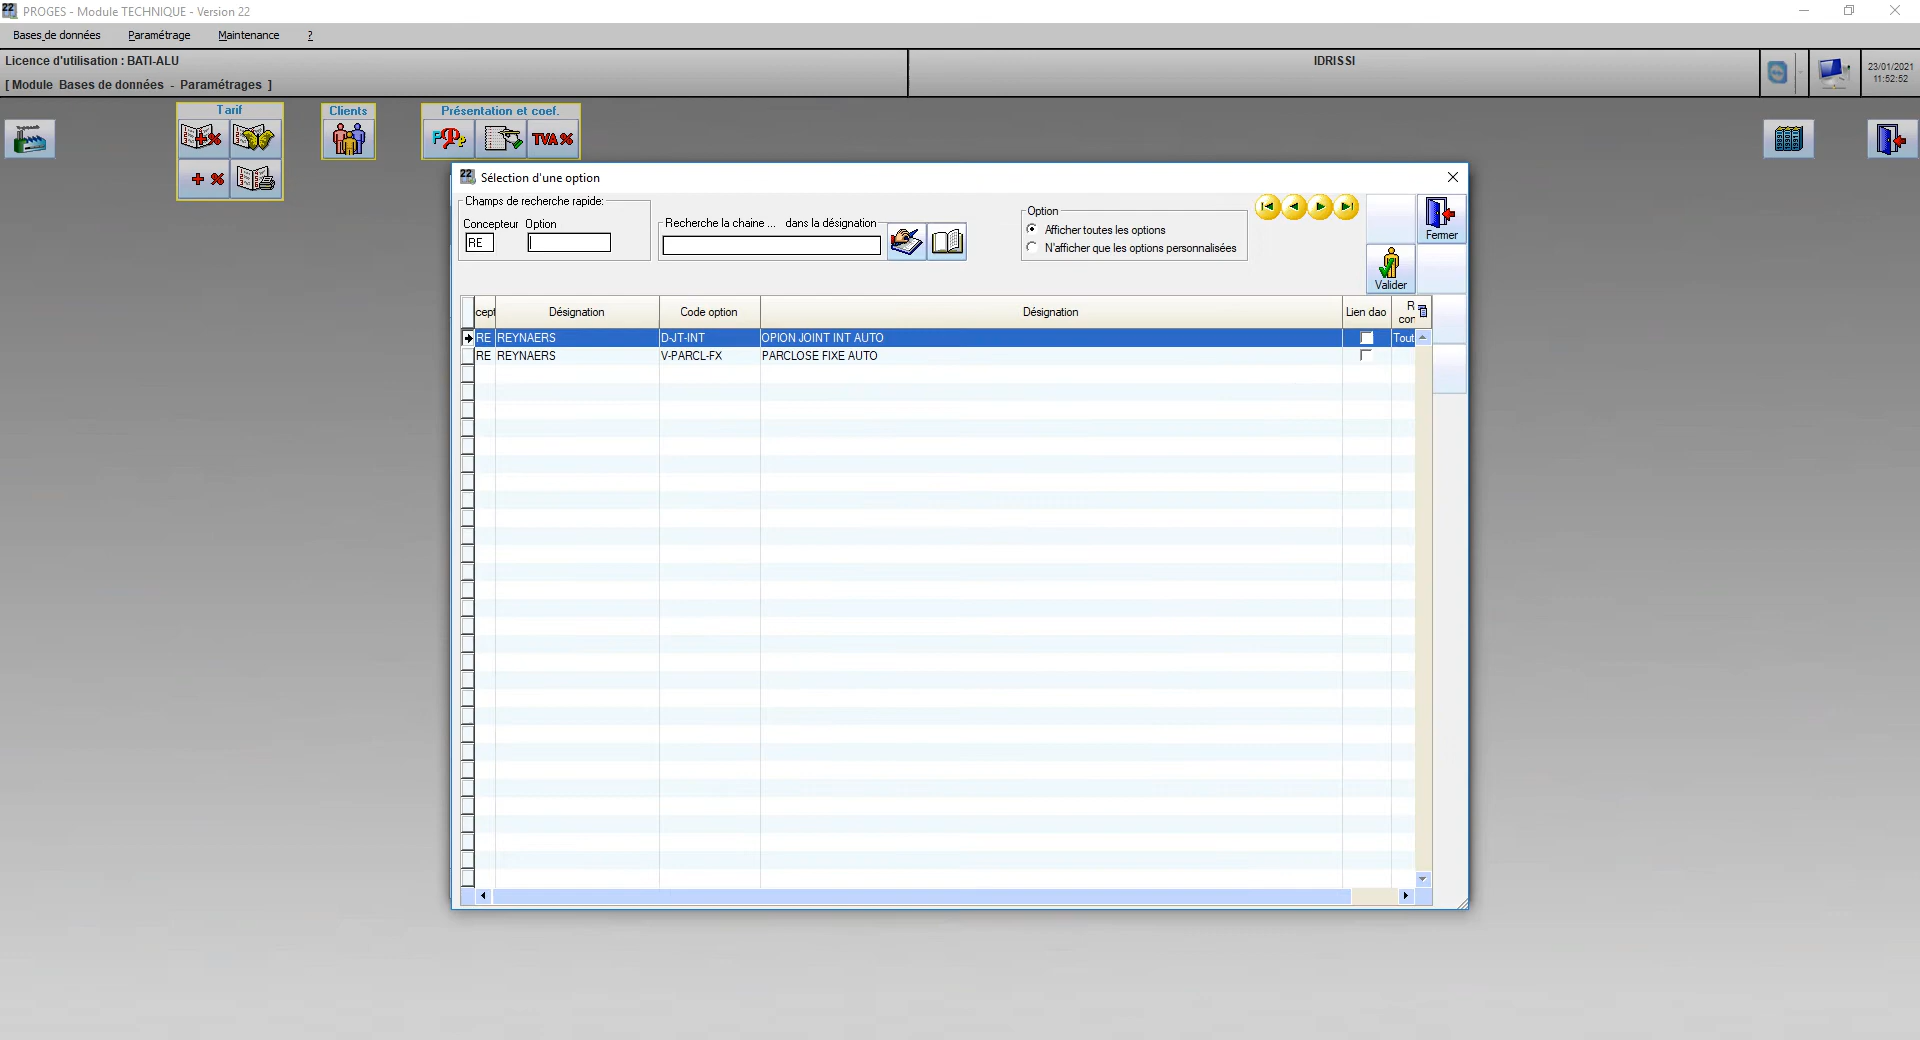 22 PROGES - Module TECHNIQUE - Version 22
Bases de données Paramétrage Maintenance ?
Licence d'utilisation : BATI-ALU
IDRISSI
[ Module Bases de données - Paramétrages ]
23/01/2021
11:52:52
Tarif
Clients
Présentation et coef.
TVA
22 Sélection d'une option
Champs de recherche rapide:
Concepteur Option
RE
Recherche la chaine ... dans la désignation
Option
Afficher toutes les options
N'afficher que les options personnalisées
Fermer
Valider
cept Désignation Code option Désignation Lien dao R
cor
RE REYNAERS D-JT-INT OPION JOINT INT AUTO Tout
RE REYNAERS V-PARCL-FX PARCLOSE FIXE AUTO